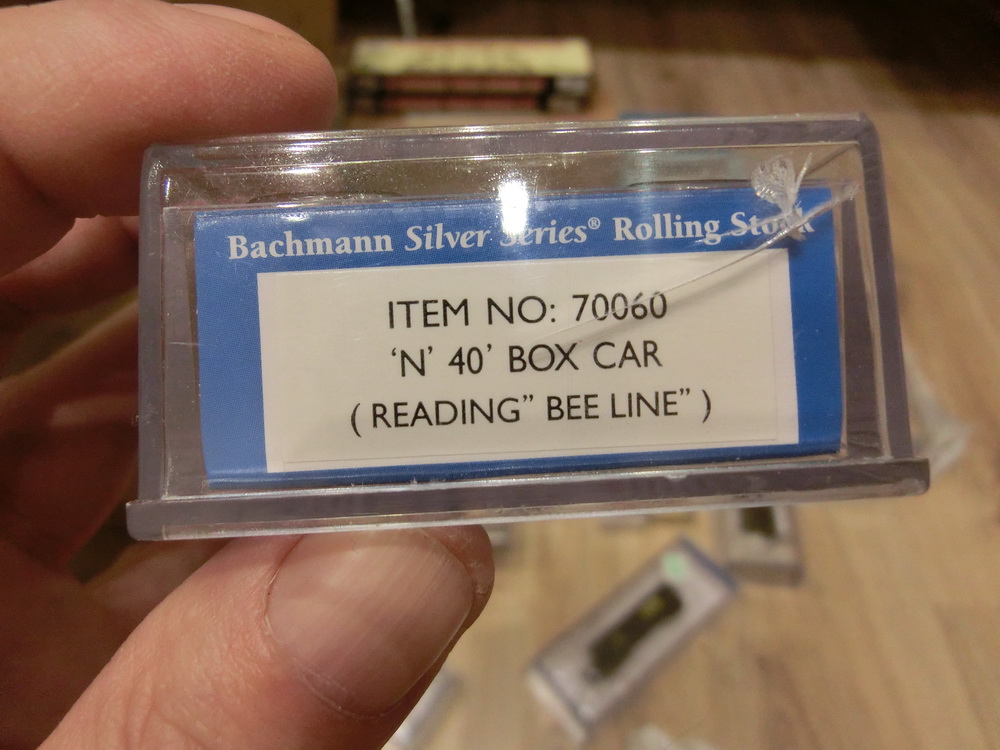 Bachmann Silver Series® Rolling Stock
ITEM NO: 70060
'N' 40' BOX CAR
( READING" BEE LINE" )